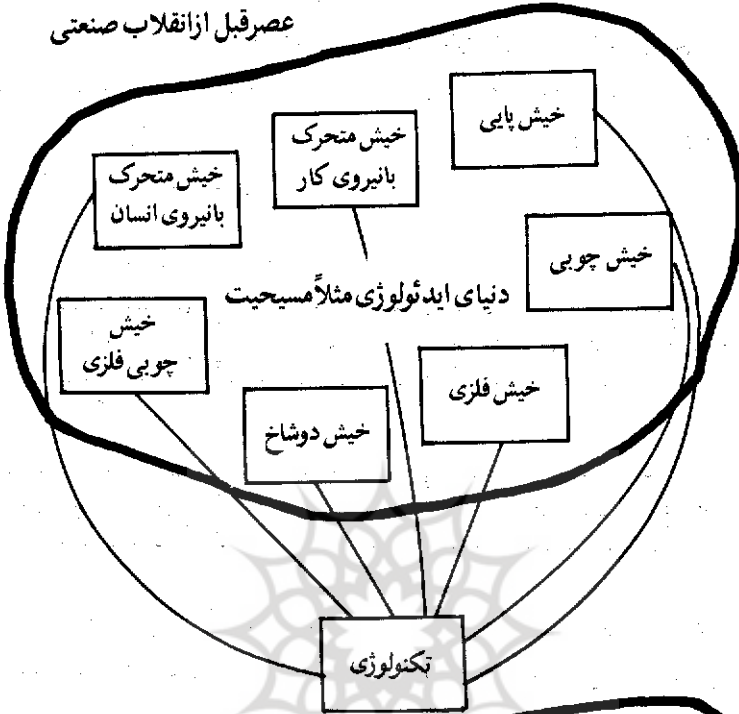 عصرقبل ازانقلاب صنعتی
خیش پایی
خیش متحرک
بانیروی کار
خیش متحرک
بانیروی انسان
خیش چوبی
دنیای ایدئولوژی مثلاً مسیحیت
خیش
چوبی فلزی
خیش فلزی
خیش دوشاخ
تکنولوژی